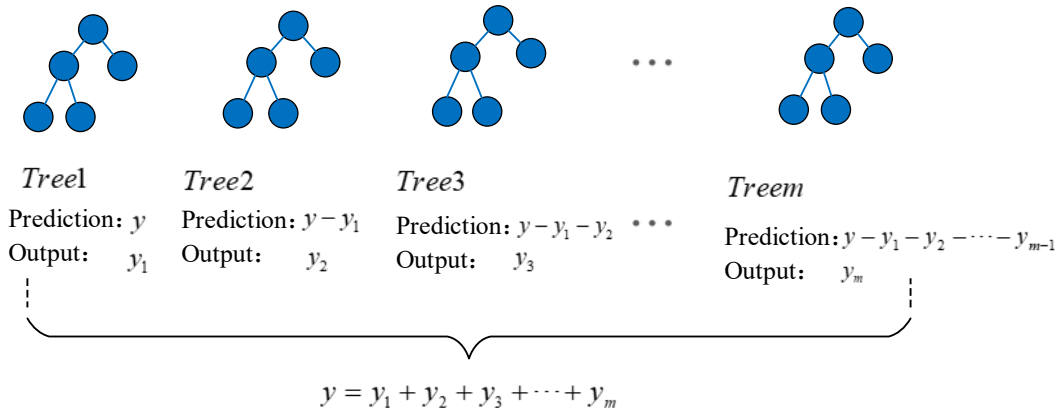 Tree1
Prediction: y
Output: y₁
Tree2
Prediction: y − y₁
Output: y₂
Tree3
Prediction: y − y₁ − y₂
Output: y₃
Treem
Prediction: y − y₁ − y₂ − ⋯ − yₘ₋₁
Output: yₘ
y = y₁ + y₂ + y₃ + ⋯ + yₘ